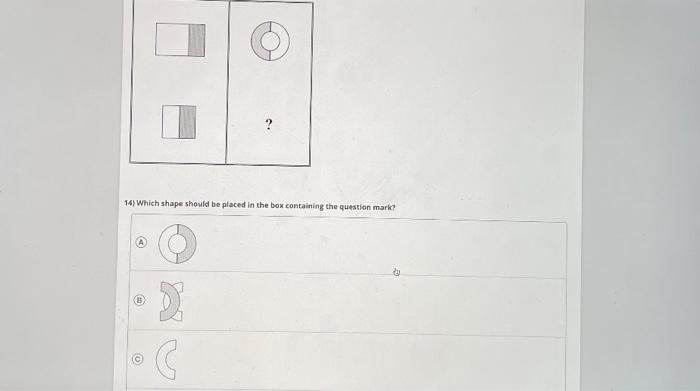 ?
14) Which shape should be placed in the box containing the question mark?
A
B
C